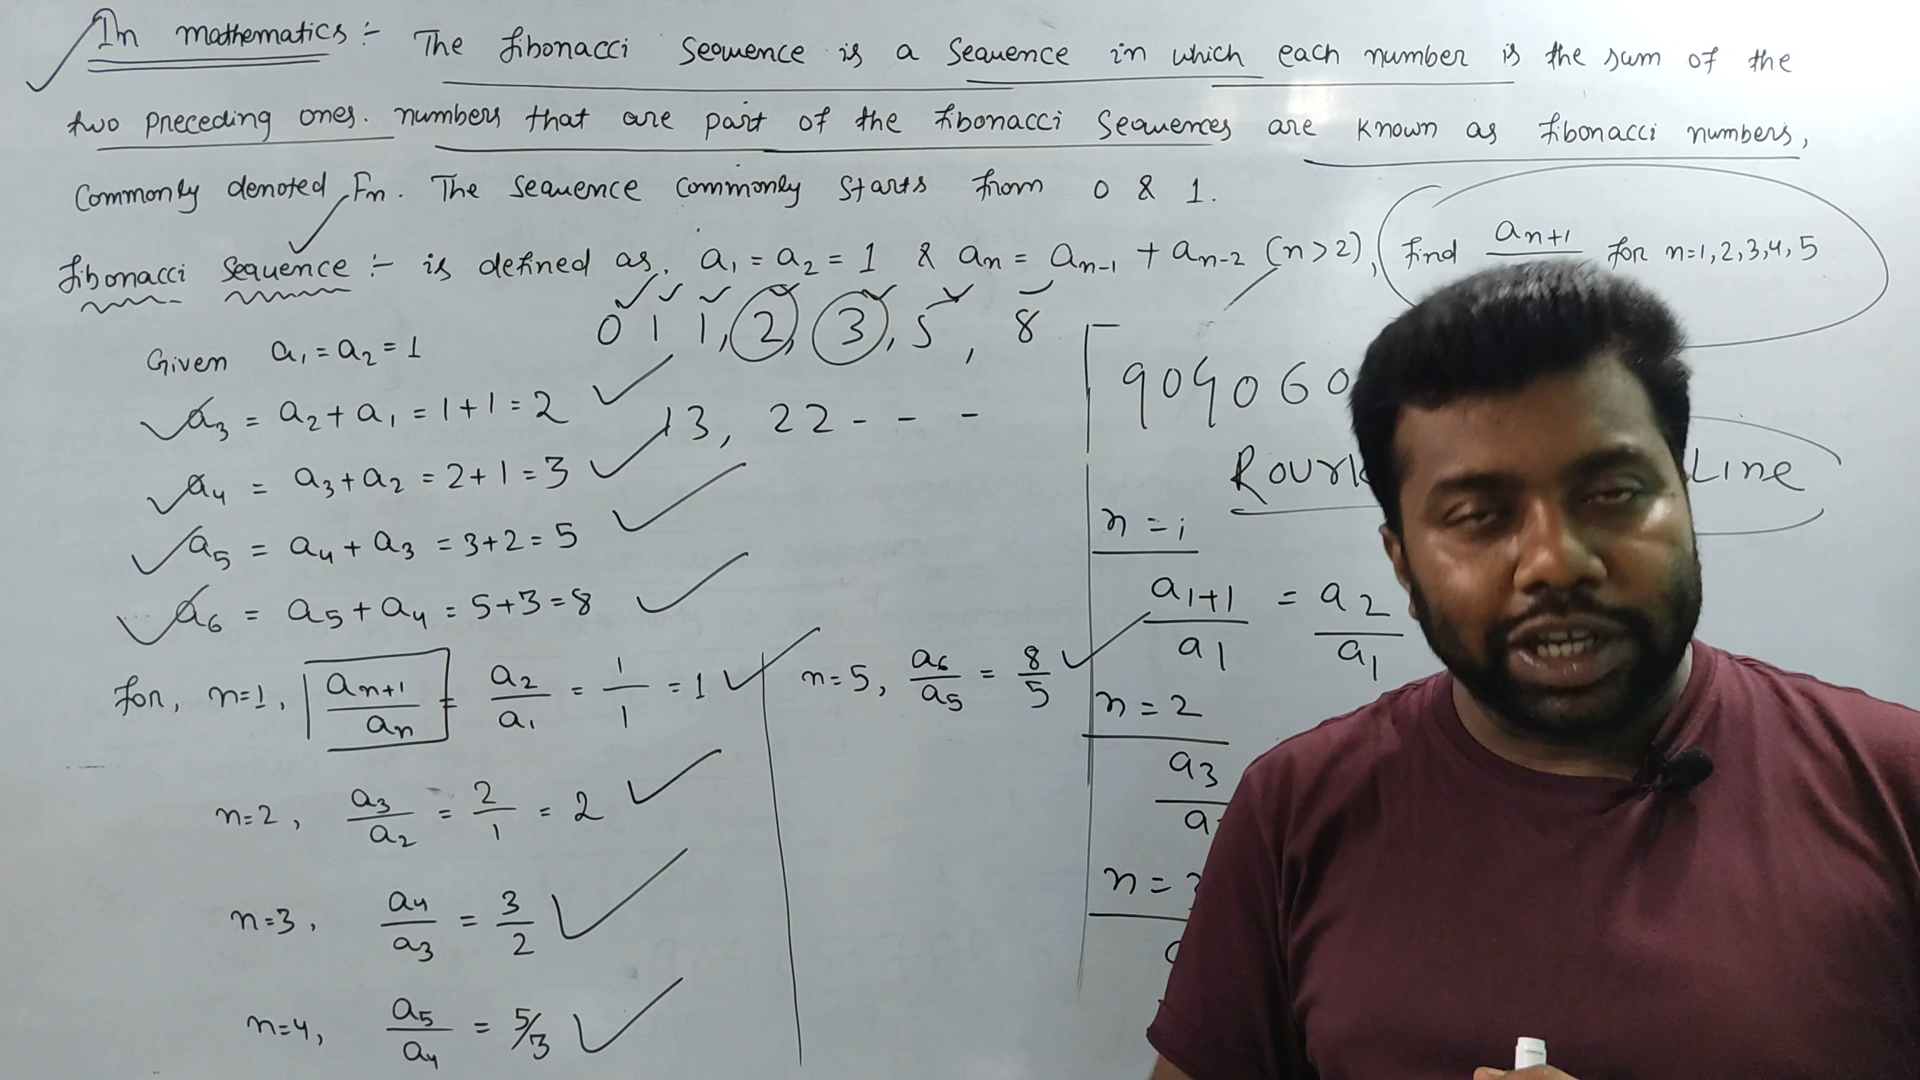 In mathematics :- The fibonacci Sequence is a Sequence in which each number is the sum of the
two preceding ones. numbers that are part of the fibonacci Sequences are known as fibonacci numbers,
Commonly denoted Fn. The Sequence commonly starts from 0 & 1.
fibonacci Sequence :- is defined as, a₁ = a₂ = 1 & an = an-1 + an-2 (n>2), find an+1 for n=1,2,3,4,5
0 1 1, 2, 3, 5, 8
13, 22 - - -
Given a₁ = a₂ = 1
a₃ = a₂ + a₁ = 1+1 = 2
a₄ = a₃ + a₂ = 2+1 = 3
a₅ = a₄ + a₃ = 3+2 = 5
a₆ = a₅ + a₄ = 5+3 = 8
for, n=1, an+1/an = a₂/a₁ = 1/1 = 1
n=2, a₃/a₂ = 2/1 = 2
n=3, a₄/a₃ = 3/2
n=4, a₅/a₄ = 5/3
n=5, a₆/a₅ = 8/5
909060
Line
n = 1
a1+1/a1 = a2/a1
n = 2
a3
n =